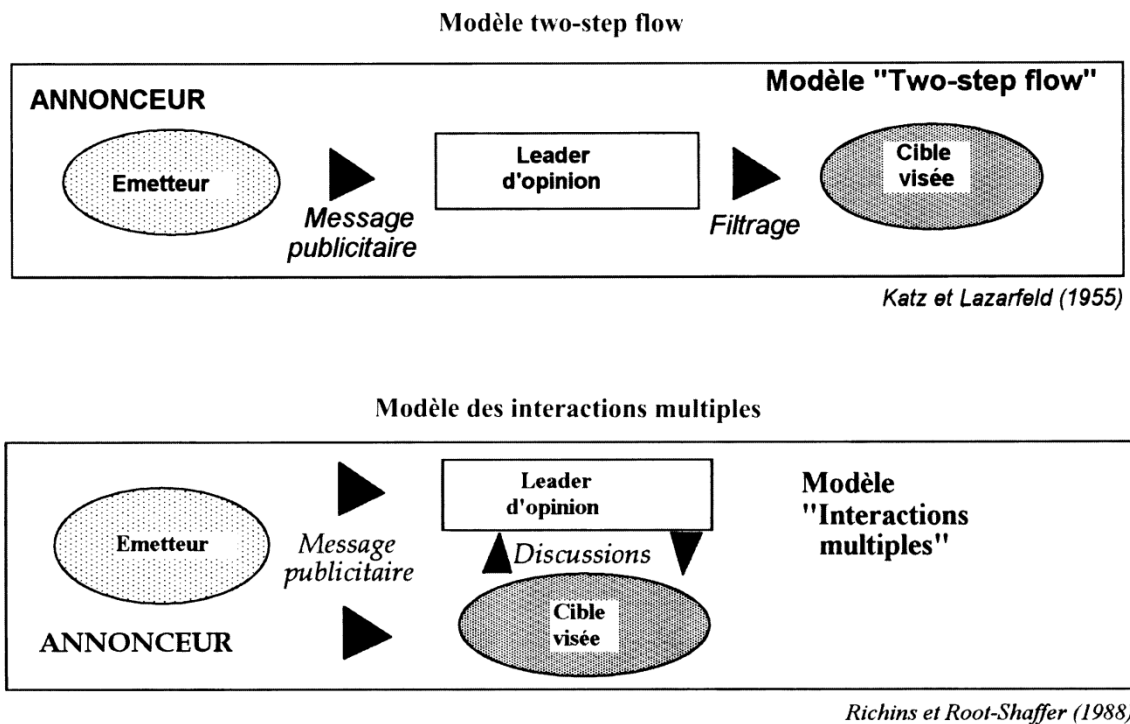 Modèle two-step flow
ANNONCEUR
Modèle "Two-step flow"
Emetteur
Message
publicitaire
Leader
d'opinion
Filtrage
Cible
visée
Katz et Lazarfeld (1955)
Modèle des interactions multiples
Emetteur
ANNONCEUR
Message
publicitaire
Leader
d'opinion
Discussions
Cible
visée
Modèle
"Interactions
multiples"
Richins et Root-Shaffer (1988)